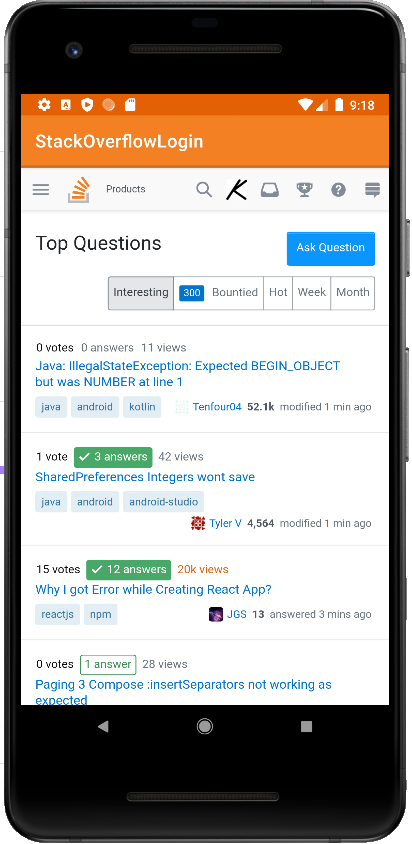 9:18
StackOverflowLogin
Products
Top Questions
Ask Question
Interesting 300 Bountied Hot Week Month
0 votes 0 answers 11 views
Java: IllegalStateException: Expected BEGIN_OBJECT
but was NUMBER at line 1
java android kotlin Tenfour04 52.1k modified 1 min ago
1 vote 3 answers 42 views
SharedPreferences Integers wont save
java android android-studio
Tyler V 4,564 modified 1 min ago
15 votes 12 answers 20k views
Why I got Error while Creating React App?
reactjs npm JGS 13 answered 3 mins ago
0 votes 1 answer 28 views
Paging 3 Compose :insertSeparators not working as
expected